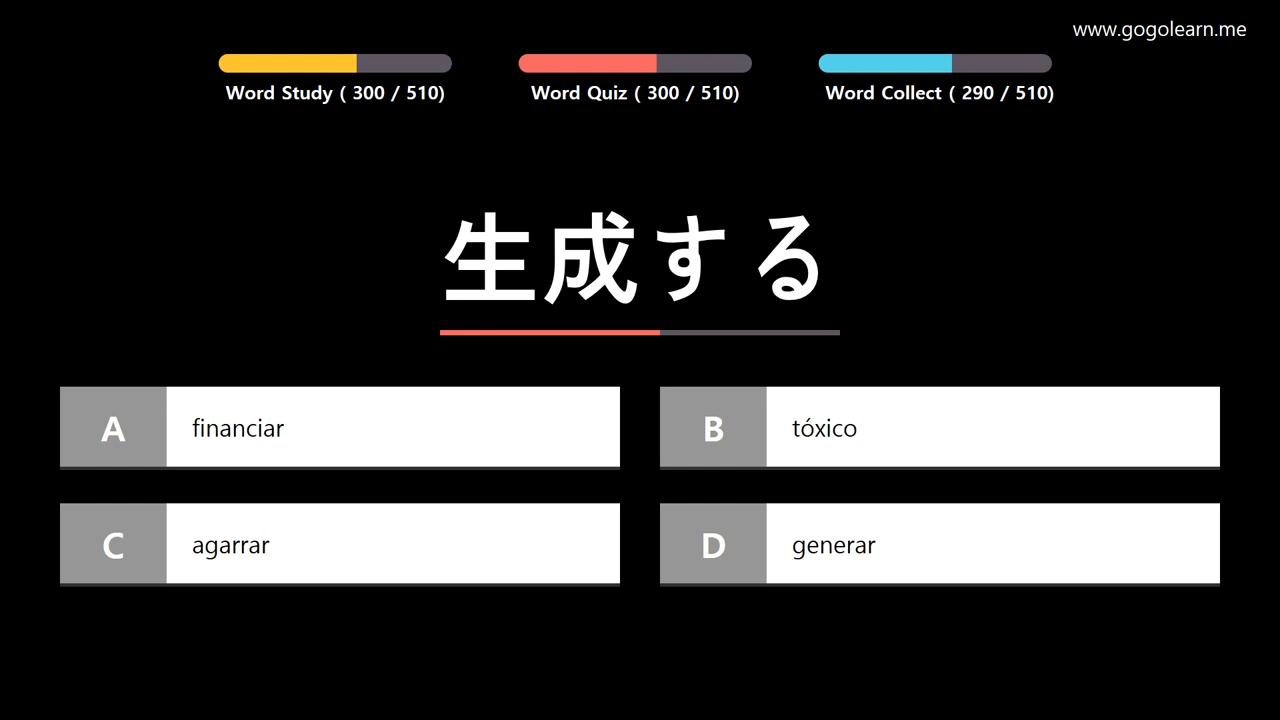 www.gogolearn.me
Word Study ( 300 / 510)
Word Quiz ( 300 / 510)
Word Collect ( 290 / 510)
生成する
A financiar
B tóxico
C agarrar
D generar